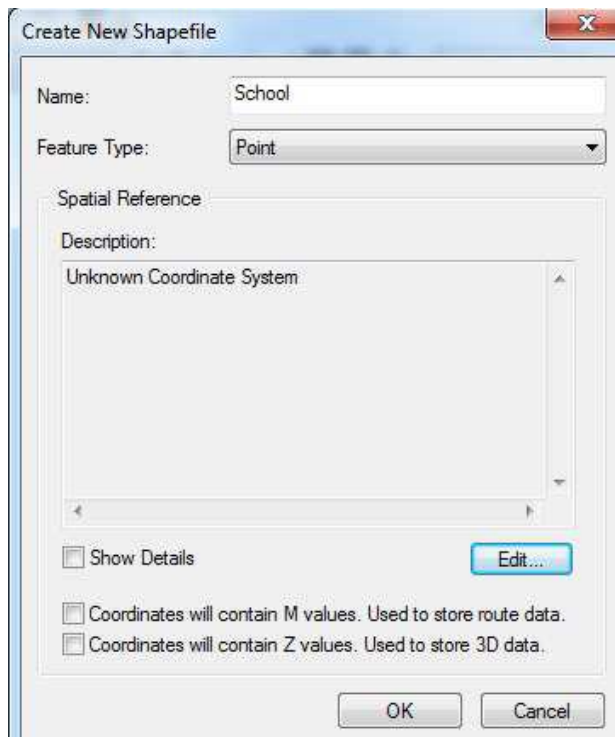 Create New Shapefile
Name: School
Feature Type: Point
Spatial Reference
Description:
Unknown Coordinate System
Show Details Edit...
Coordinates will contain M values. Used to store route data.
Coordinates will contain Z values. Used to store 3D data.
OK Cancel